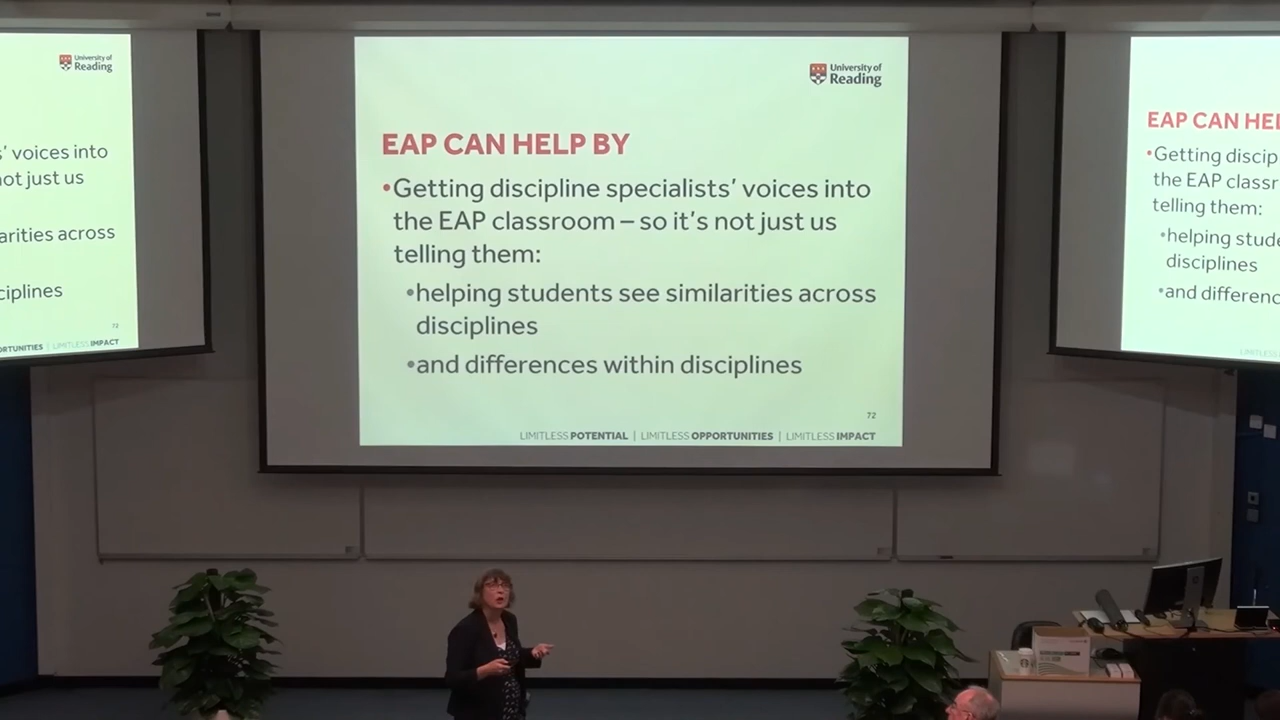 University of
Reading
s' voices into
ot just us
arities across
ciplines
72
ORTUNITIES | LIMITLESS IMPACT
University of
Reading
EAP CAN HELP BY
•Getting discipline specialists' voices into
the EAP classroom – so it's not just us
telling them:
•helping students see similarities across
disciplines
•and differences within disciplines
72
LIMITLESS POTENTIAL | LIMITLESS OPPORTUNITIES | LIMITLESS IMPACT
EAP CAN HEL
•Getting discip
the EAP classr
telling them:
•helping stude
disciplines
•and differenc